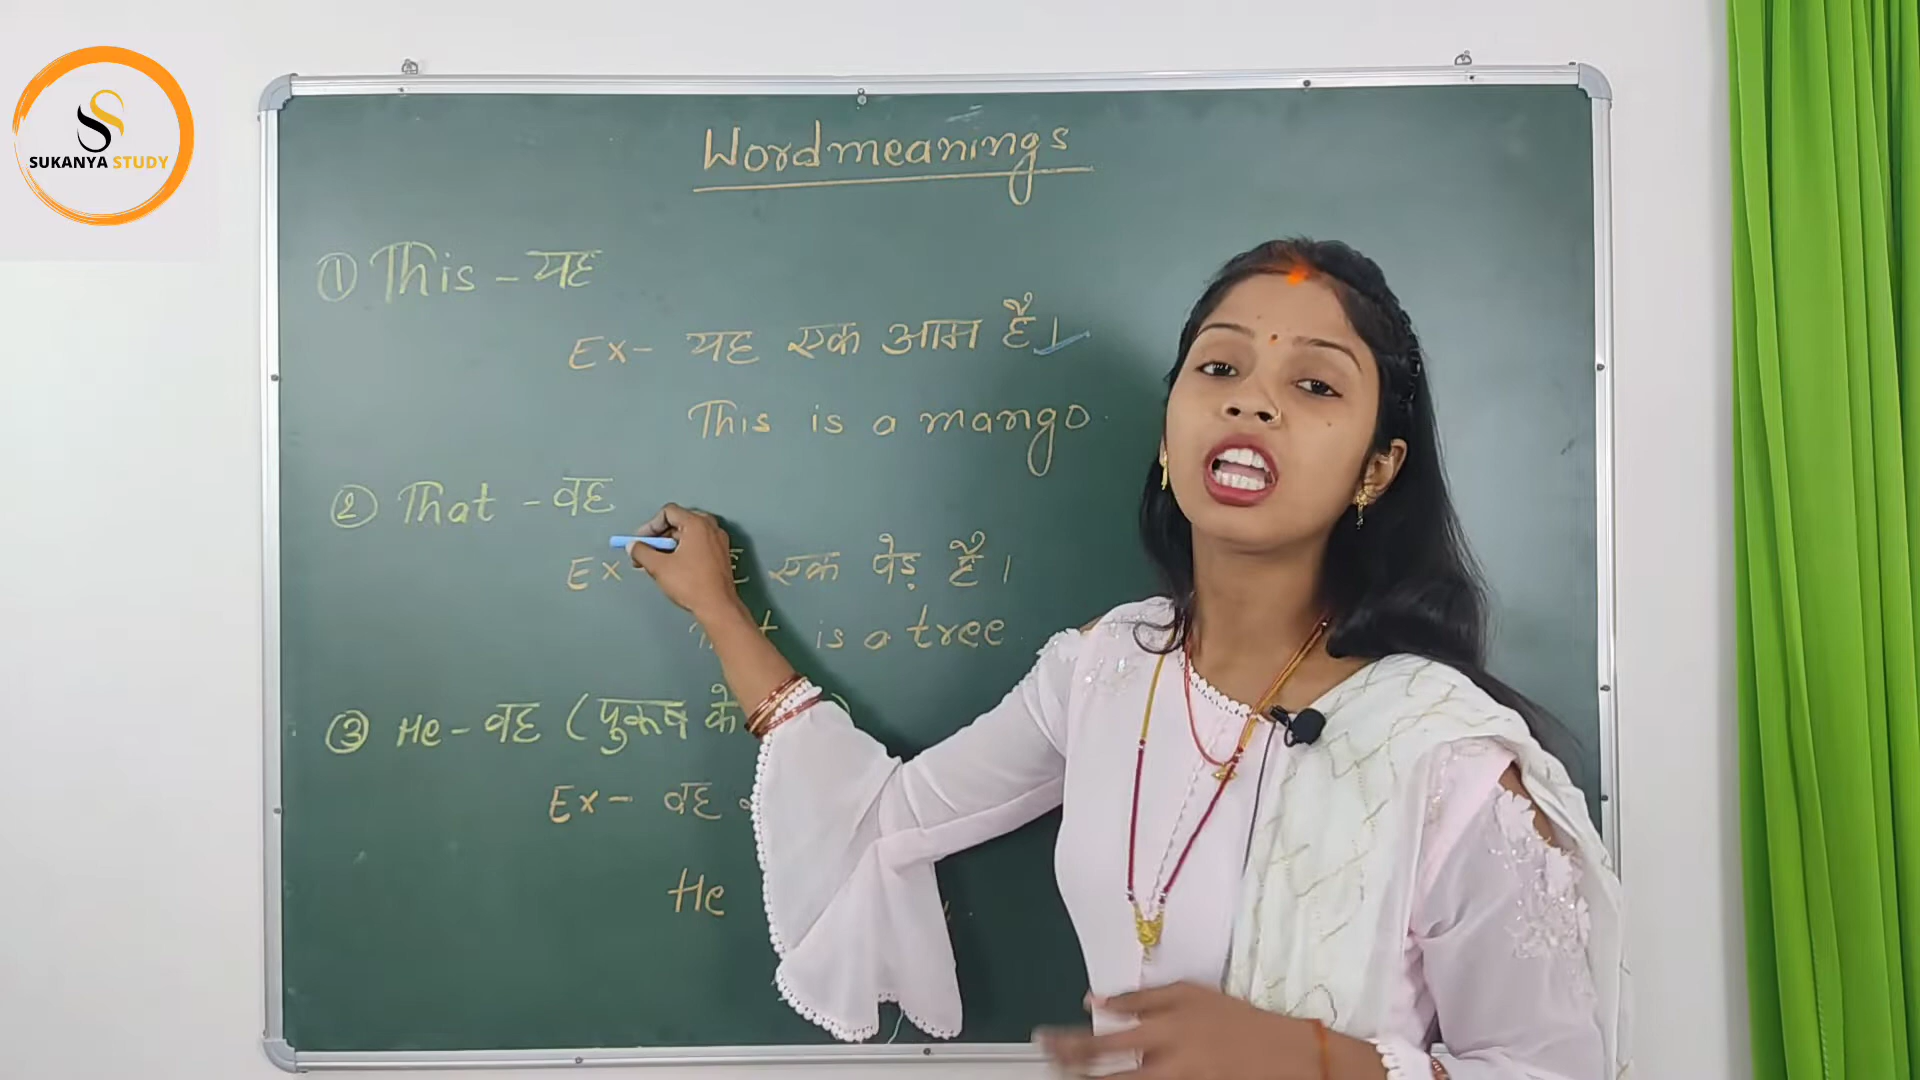 SUKANYA STUDY
Wordmeanings
① This - यह
Ex- यह एक आम है।
This is a mango.
② That - वह
Ex- एक पेड़ है।
is a tree
③ He - वह (पुरूष के )
Ex- वह
He